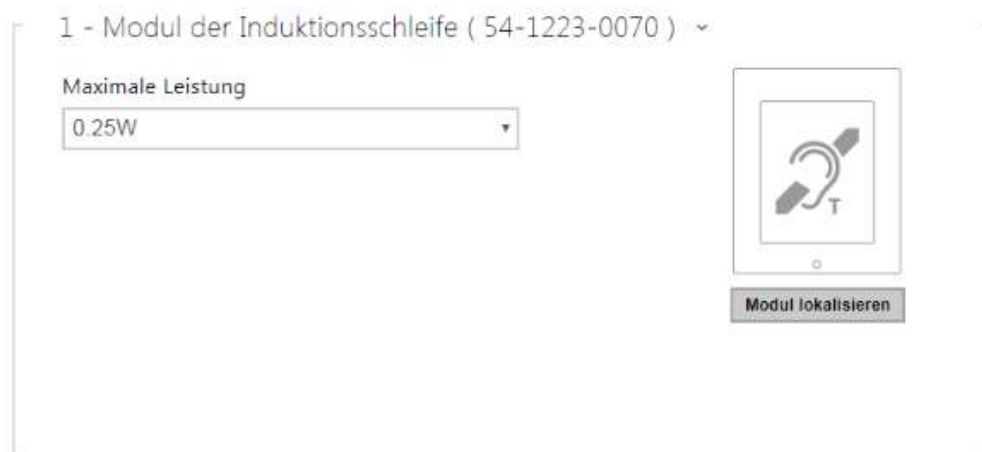 1 - Modul der Induktionsschleife ( 54-1223-0070 )
Maximale Leistung
0.25W
T
Modul lokalisieren